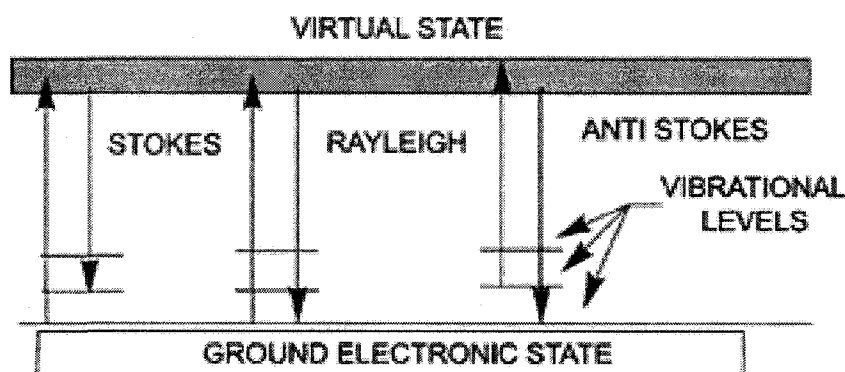 VIRTUAL STATE
STOKES
RAYLEIGH
ANTI STOKES
VIBRATIONAL
LEVELS
GROUND ELECTRONIC STATE